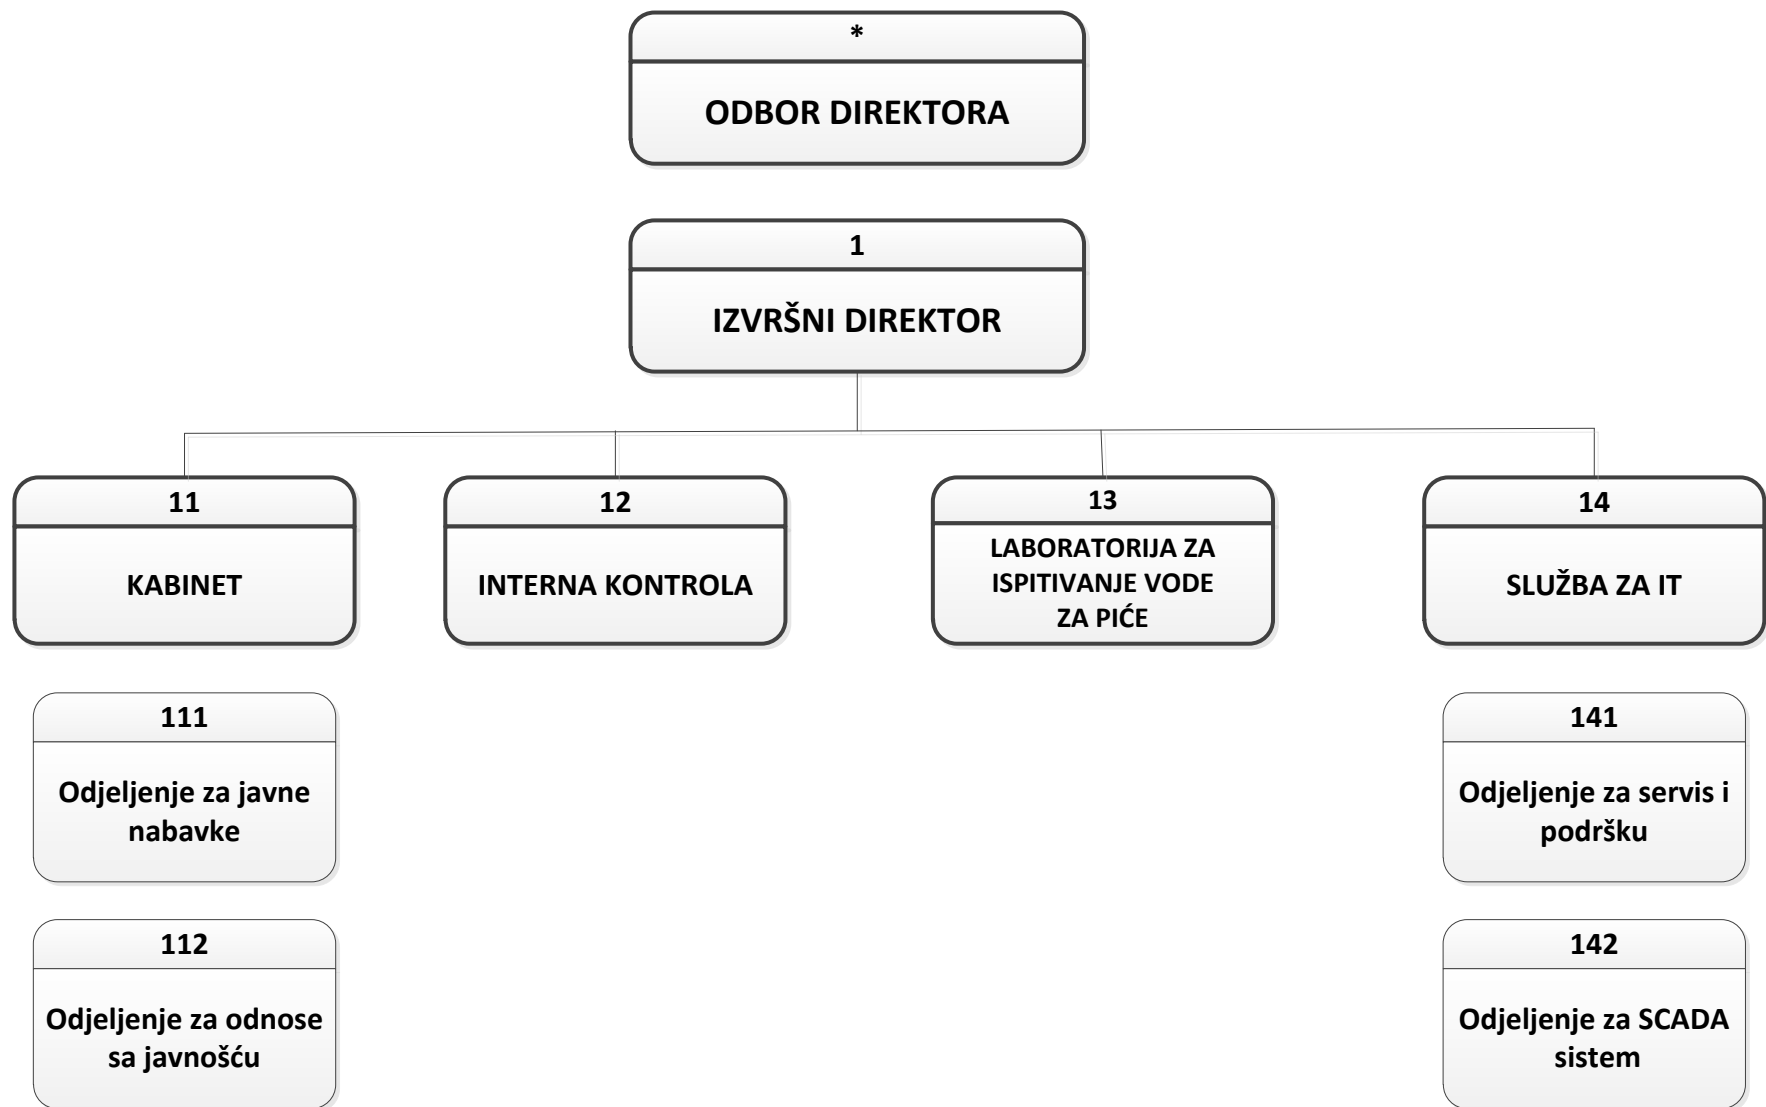 *
ODBOR DIREKTORA
1
IZVRŠNI DIREKTOR
11
KABINET
12
INTERNA KONTROLA
13
LABORATORIJA ZA
ISPITIVANJE VODE
ZA PIĆE
14
SLUŽBA ZA IT
111
Odjeljenje za javne
nabavke
141
Odjeljenje za servis i
podršku
112
Odjeljenje za odnose
sa javnošću
142
Odjeljenje za SCADA
sistem